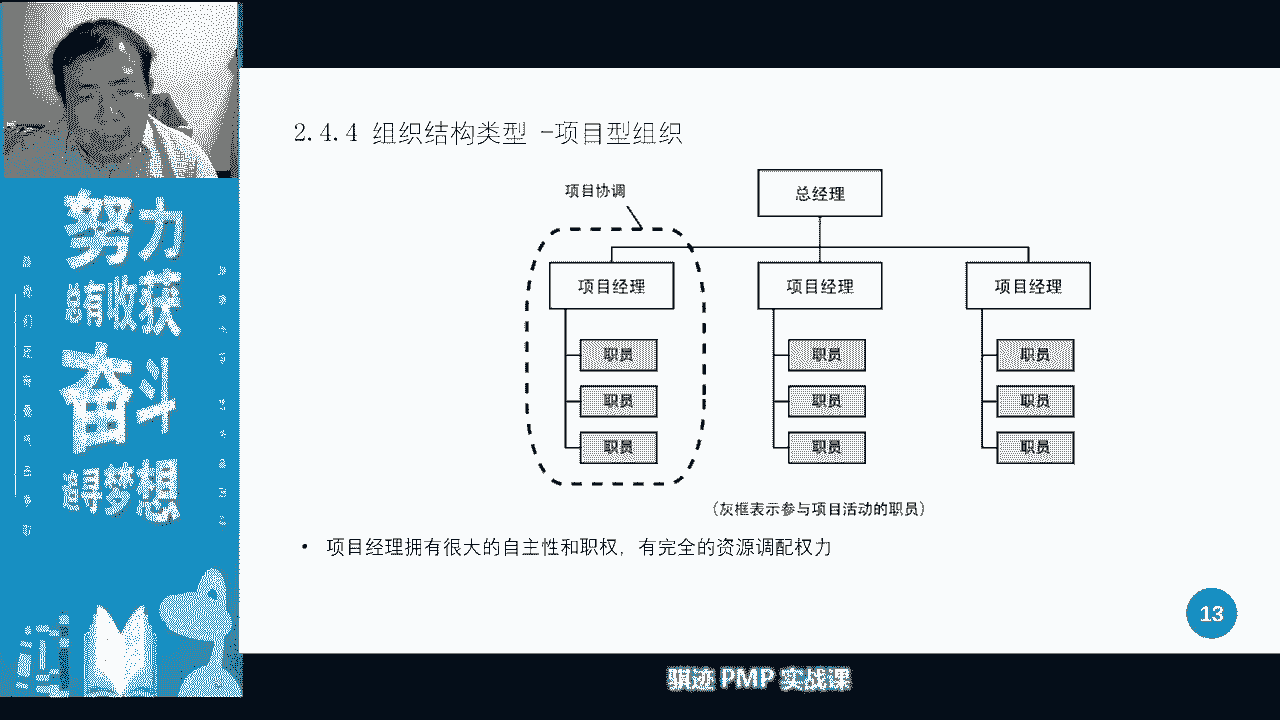 2.4.4 组织结构类型 -项目型组织
项目协调
总经理
项目经理
项目经理
项目经理
职员
职员
职员
职员
职员
职员
职员
职员
职员
（灰框表示参与项目活动的职员）
• 项目经理拥有很大的自主性和职权，有完全的资源调配权力
13
努力
总有收获
奋斗
追寻梦想
骐迹 PMP 实战课